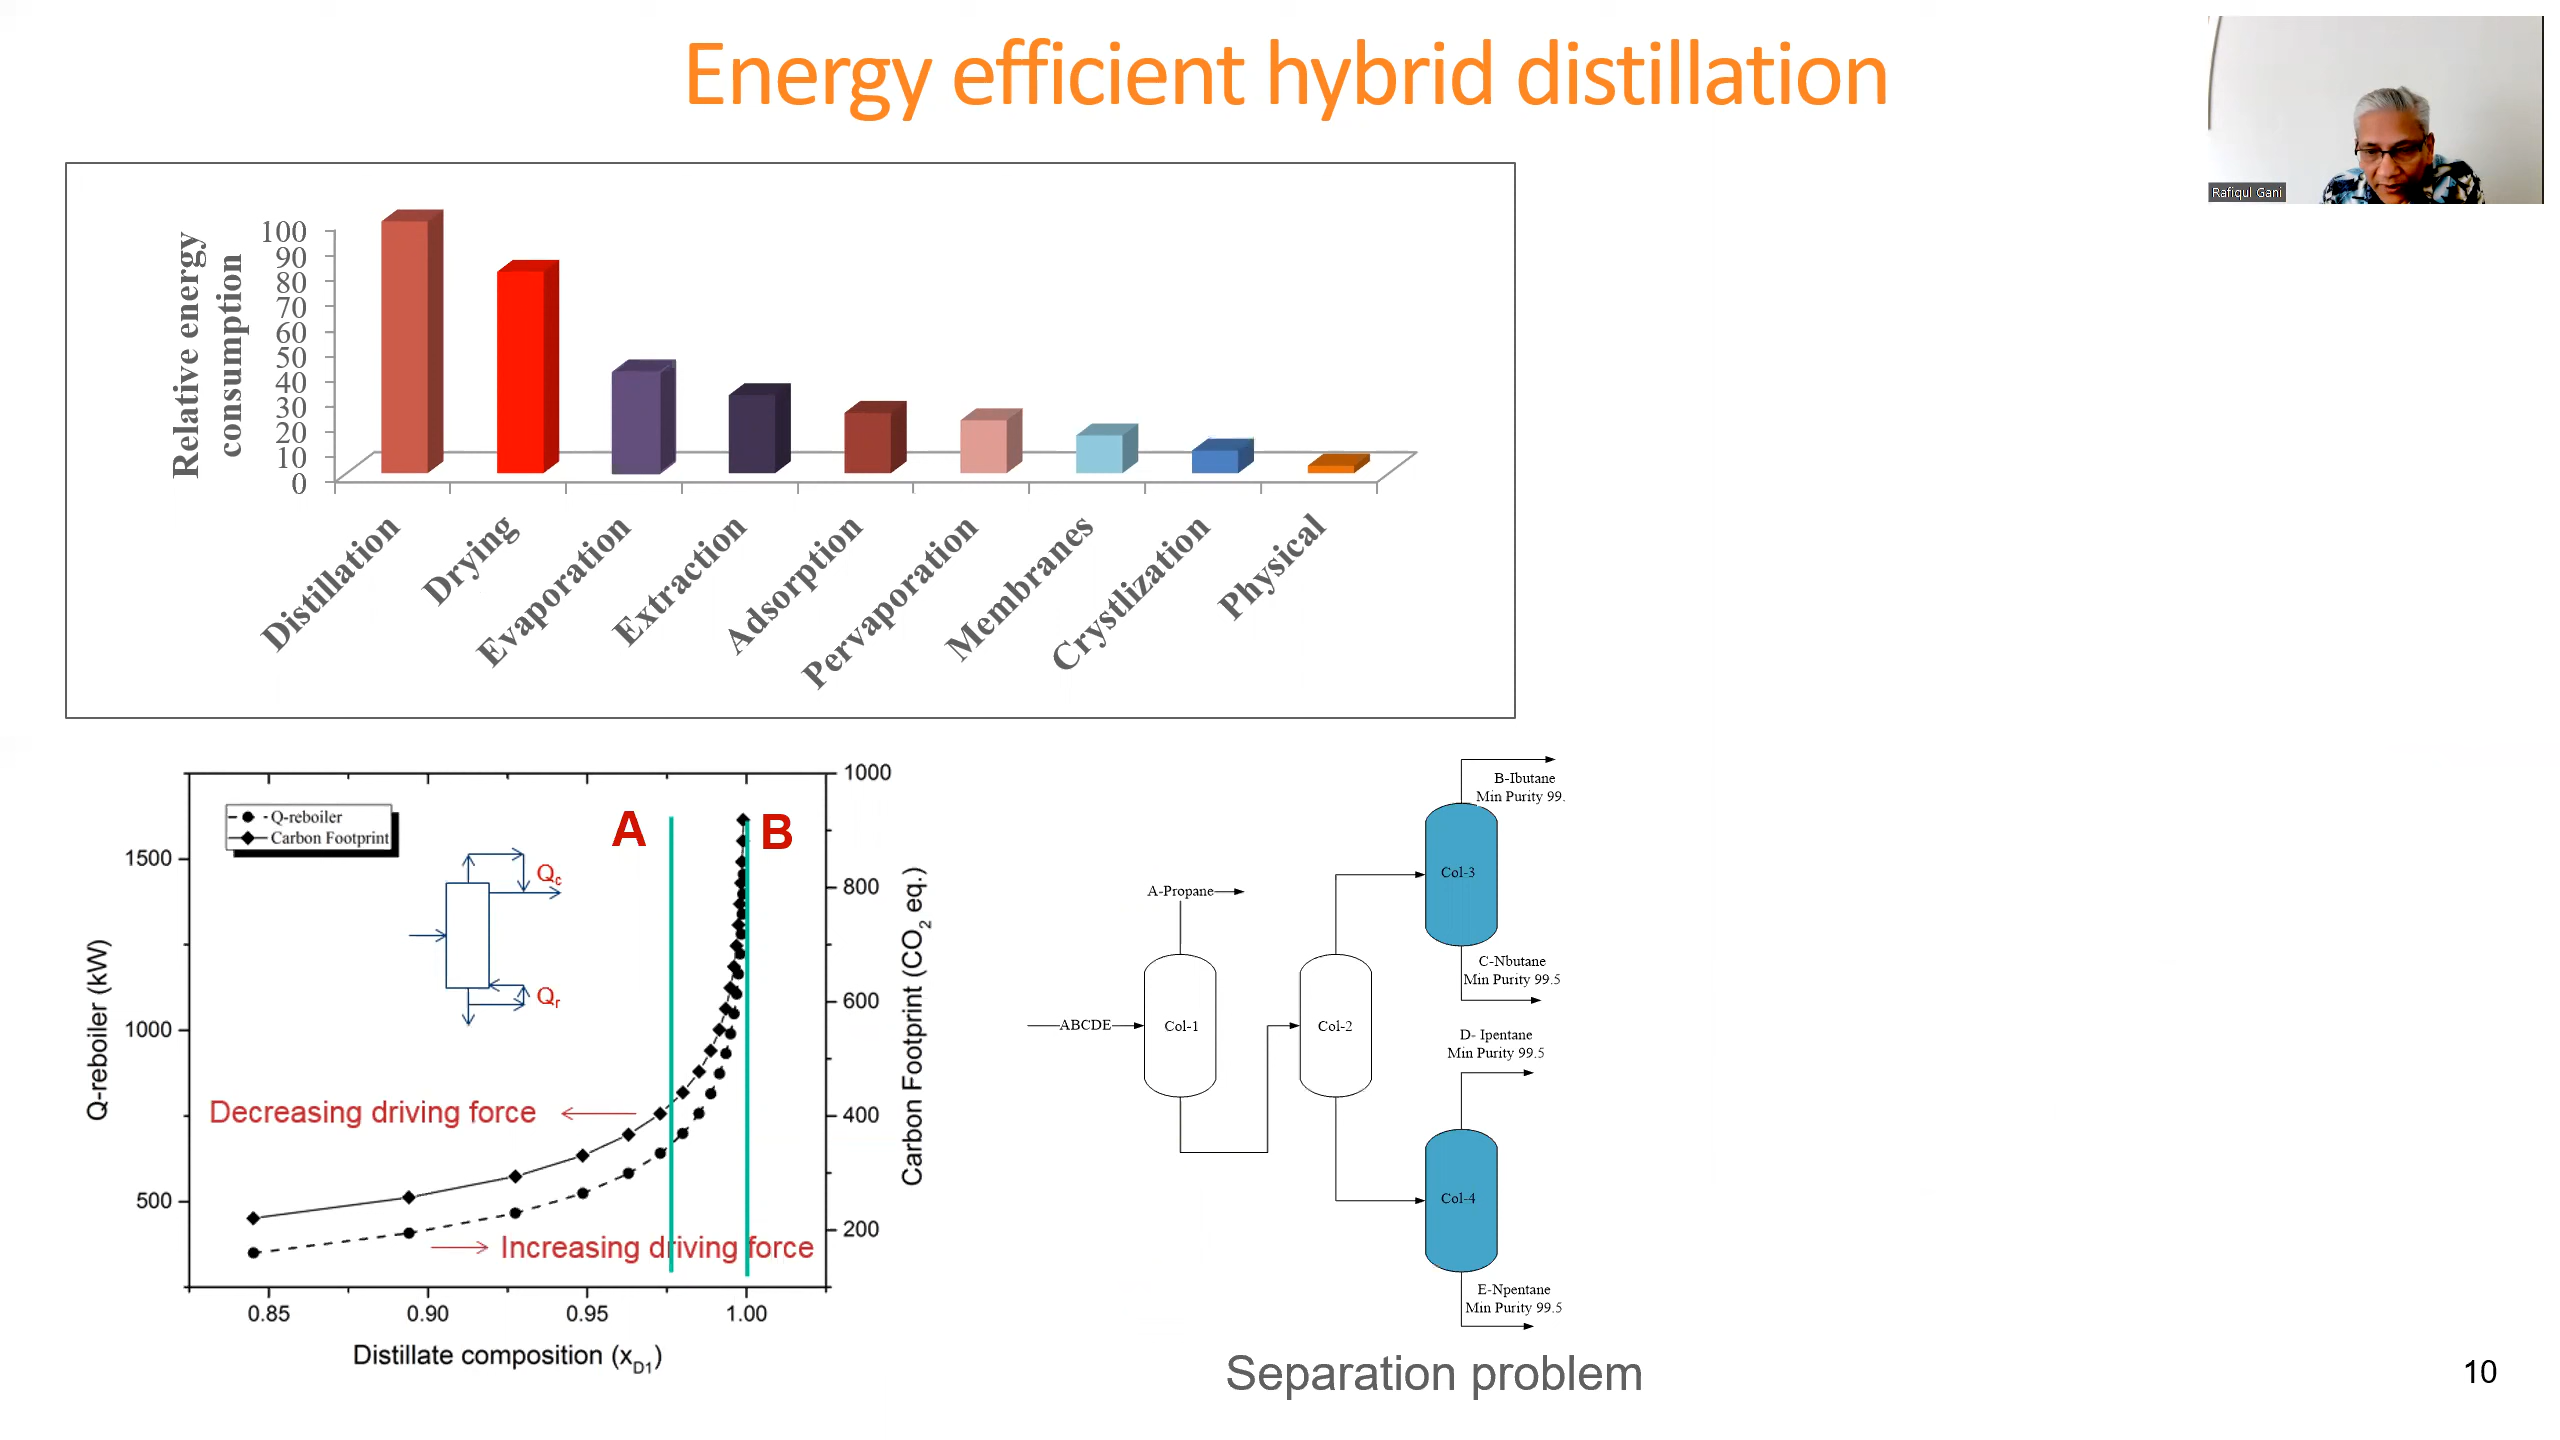 Energy efficient hybrid distillation
Rafiqul Gani
Relative energy
consumption
100
90
80
70
60
50
40
30
20
10
0
Distillation
Drying
Evaporation
Extraction
Adsorption
Pervaporation
Membranes
Crystlization
Physical
Q-reboiler
Carbon Footprint
A
B
Qc
Qr
Decreasing driving force
Increasing driving force
Q-reboiler (kW)
1500
1000
500
1000
800
600
400
200
Carbon Footprint (CO2 eq.)
0.85
0.90
0.95
1.00
Distillate composition (xD1)
B-Ibutane
Min Purity 99.
Col-3
A-Propane
C-Nbutane
Min Purity 99.5
ABCDE
Col-1
Col-2
D- Ipentane
Min Purity 99.5
Col-4
E-Npentane
Min Purity 99.5
Separation problem
10